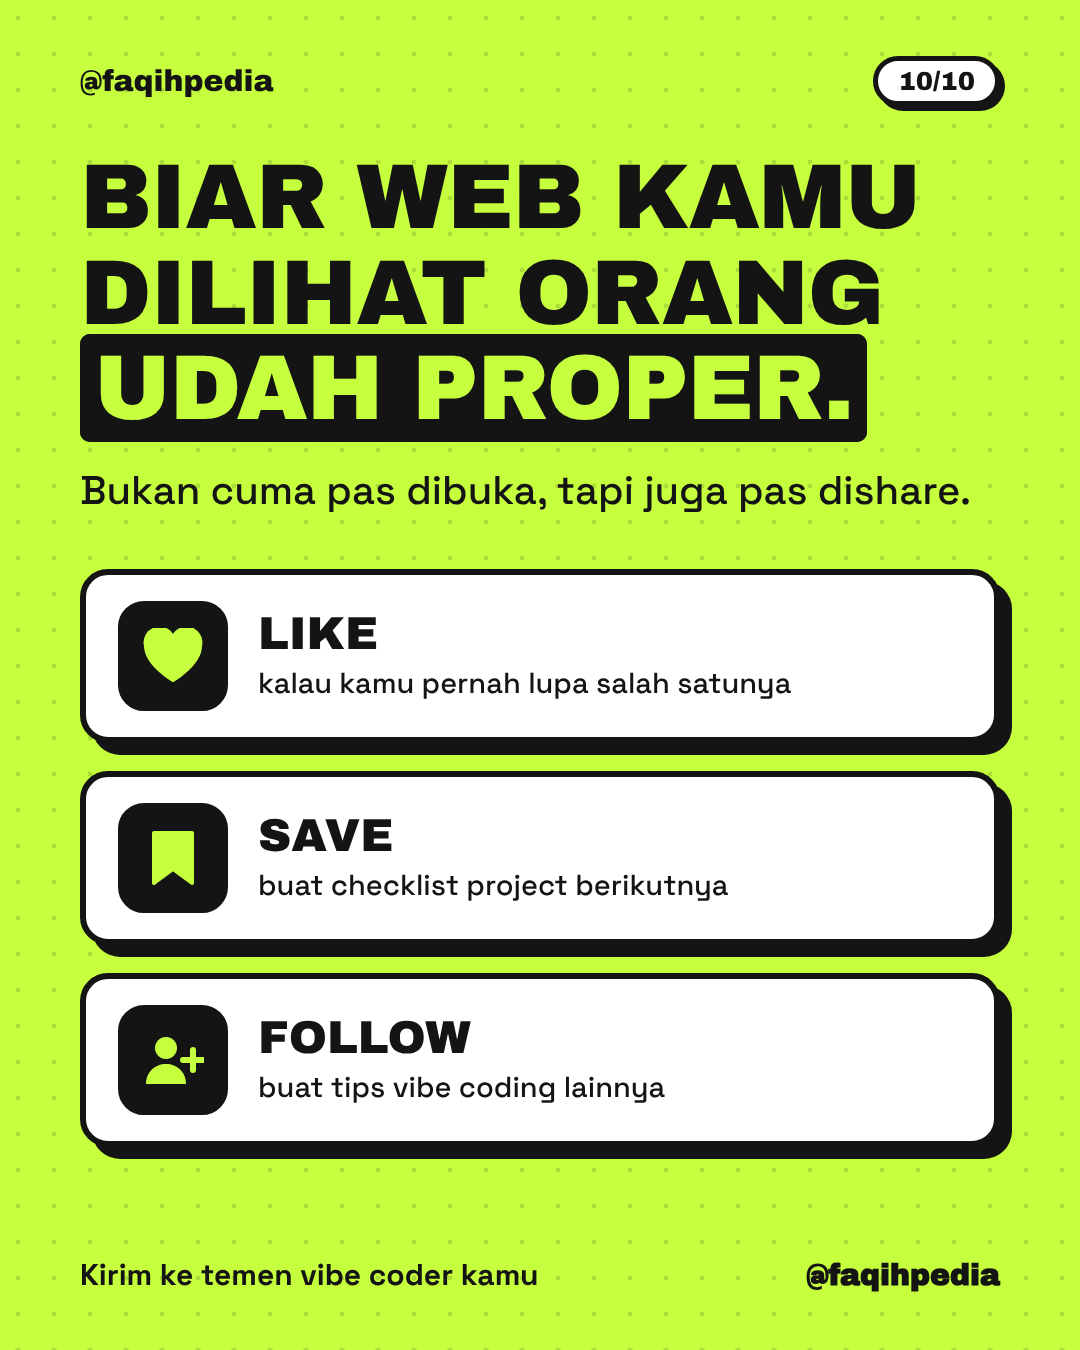 @faqihpedia
10/10
BIAR WEB KAMU
DILIHAT ORANG
UDAH PROPER.
Bukan cuma pas dibuka, tapi juga pas dishare.
LIKE
kalau kamu pernah lupa salah satunya
SAVE
buat checklist project berikutnya
FOLLOW
buat tips vibe coding lainnya
Kirim ke temen vibe coder kamu
@faqihpedia